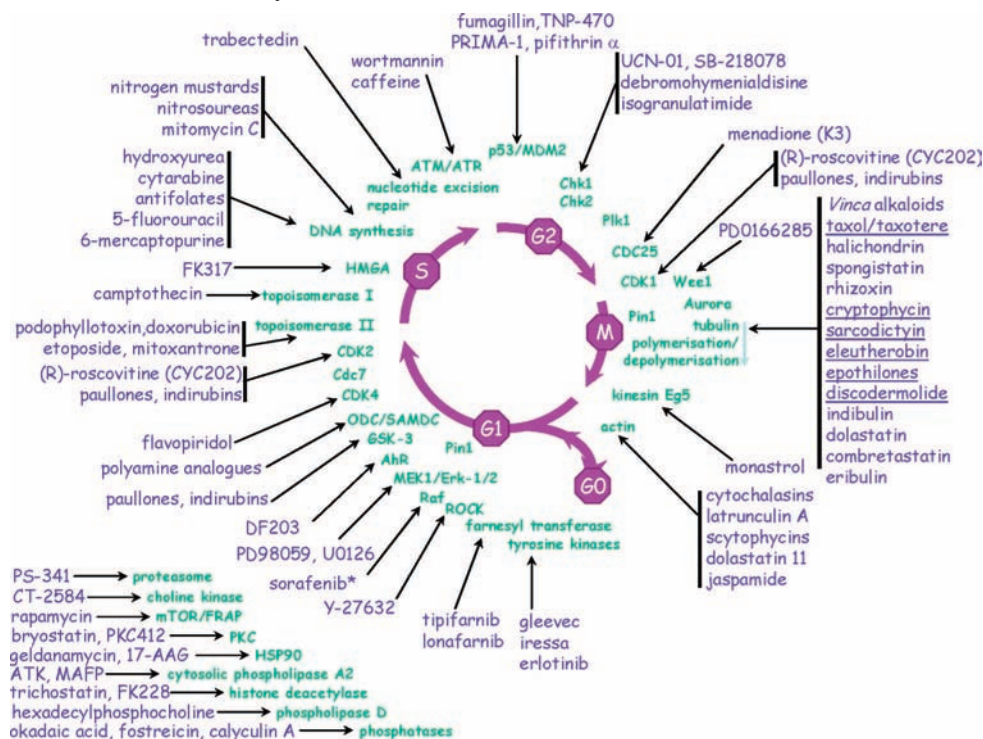 fumagillin,TNP-470
PRIMA-1, pifithrin α
trabectedin
wortmannin
caffeine
UCN-01, SB-218078
debromohymenialdisine
isogranulatimide
nitrogen mustards
nitrosoureas
mitomycin C
menadione (K3)
(R)-roscovitine (CYC202)
paullones, indirubins
hydroxyurea
cytarabine
antifolates
5-fluorouracil
6-mercaptopurine
p53/MDM2
ATM/ATR
nucleotide excision
repair
DNA synthesis
Chk1
Chk2
Plk1
CDC25
CDK1
Wee1
PD0166285
Aurora
Pin1
tubulin
polymerisation/
depolymerisation
Vinca alkaloids
taxol/taxotere
halichondrin
spongistatin
rhizoxin
cryptophycin
sarcodictyin
eleutherobin
epothilones
discodermolide
indibulin
dolastatin
combretastatin
eribulin
S
G2
M
G1
G0
FK317
HMGA
camptothecin
topoisomerase I
podophyllotoxin,doxorubicin
etoposide, mitoxantrone
topoisomerase II
(R)-roscovitine (CYC202)
paullones, indirubins
CDK2
Cdc7
CDK4
flavopiridol
ODC/SAMDC
polyamine analogues
GSK-3
Pin1
paullones, indirubins
AhR
DF203
MEK1/Erk-1/2
PD98059, U0126
Raf
sorafenib*
ROCK
Y-27632
farnesyl transferase
tyrosine kinases
tipifarnib
lonafarnib
gleevec
iressa
erlotinib
kinesin Eg5
monastrol
actin
cytochalasins
latrunculin A
scytophycins
dolastatin 11
jaspamide
PS-341 proteasome
CT-2584 choline kinase
rapamycin mTOR/FRAP
bryostatin, PKC412 PKC
geldanamycin, 17-AAG HSP90
ATK, MAFP cytosolic phospholipase A2
trichostatin, FK228 histone deacetylase
hexadecylphosphocholine phospholipase D
okadaic acid, fostreicin, calyculin A phosphatases